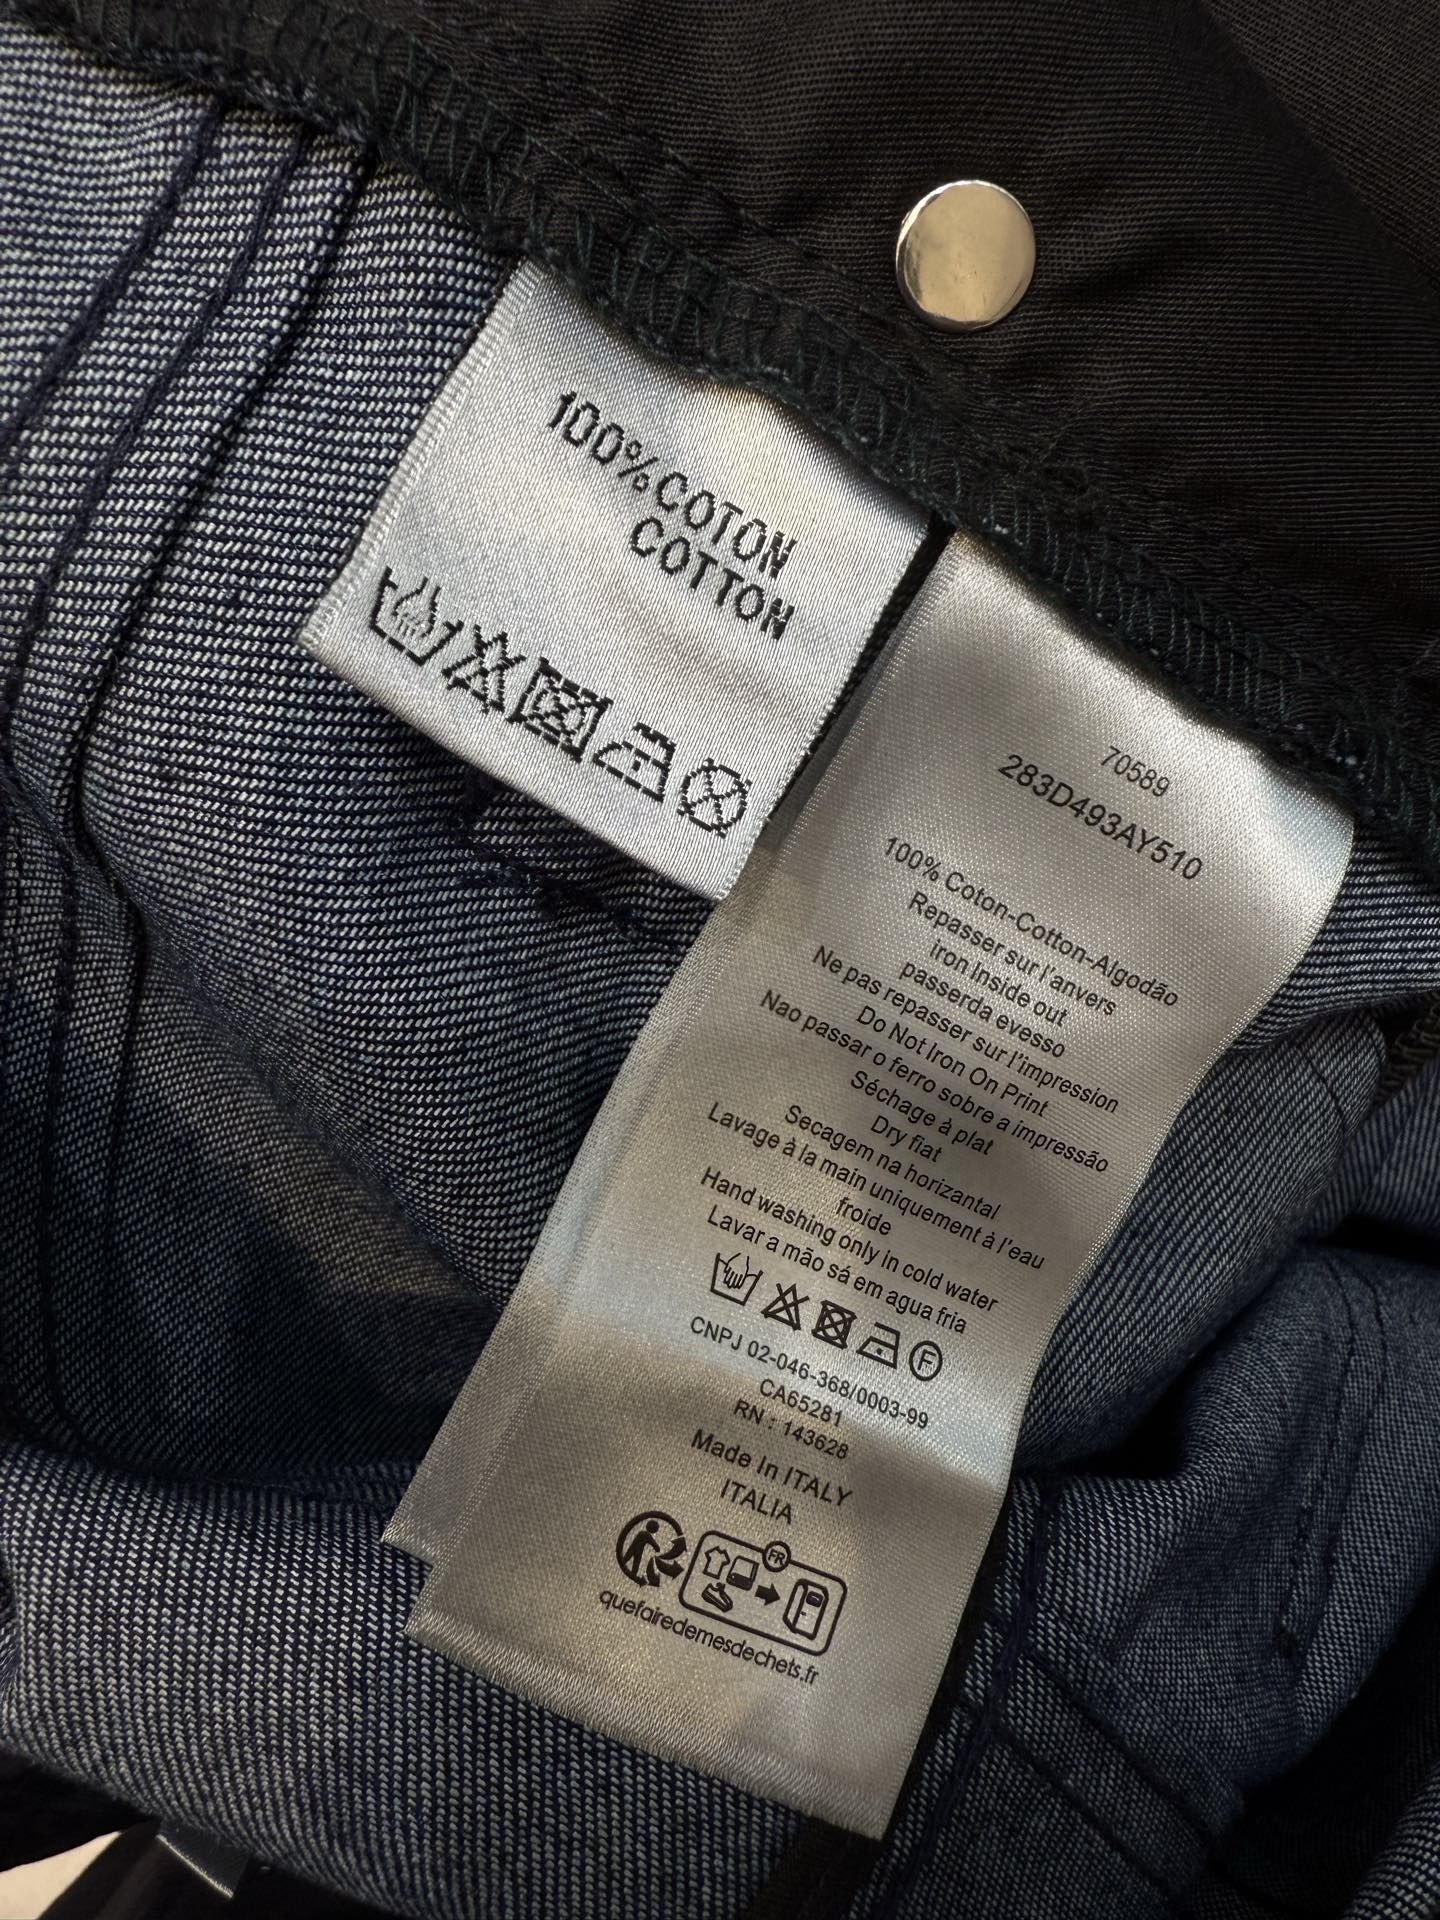 100% COTON
COTTON
70589
283D493AY510
100% Coton-Cotton-Algodão
Repasser sur l'anvers
iron Inside out
passerda evesso
Ne pas repasser sur l'impression
Do Not Iron On Print
Nao passar o ferro sobre a impressão
Séchage à plat
Dry fiat
Secagem na horizantal
Lavage à la main uniquement à l'eau
froide
Hand washing only in cold water
Lavar a mão sá em agua fria
F
CNPJ 02-046-368/0003-99
CA65281
RN : 143628
Made In ITALY
ITALIA
FR
quefairedemesdechets.fr